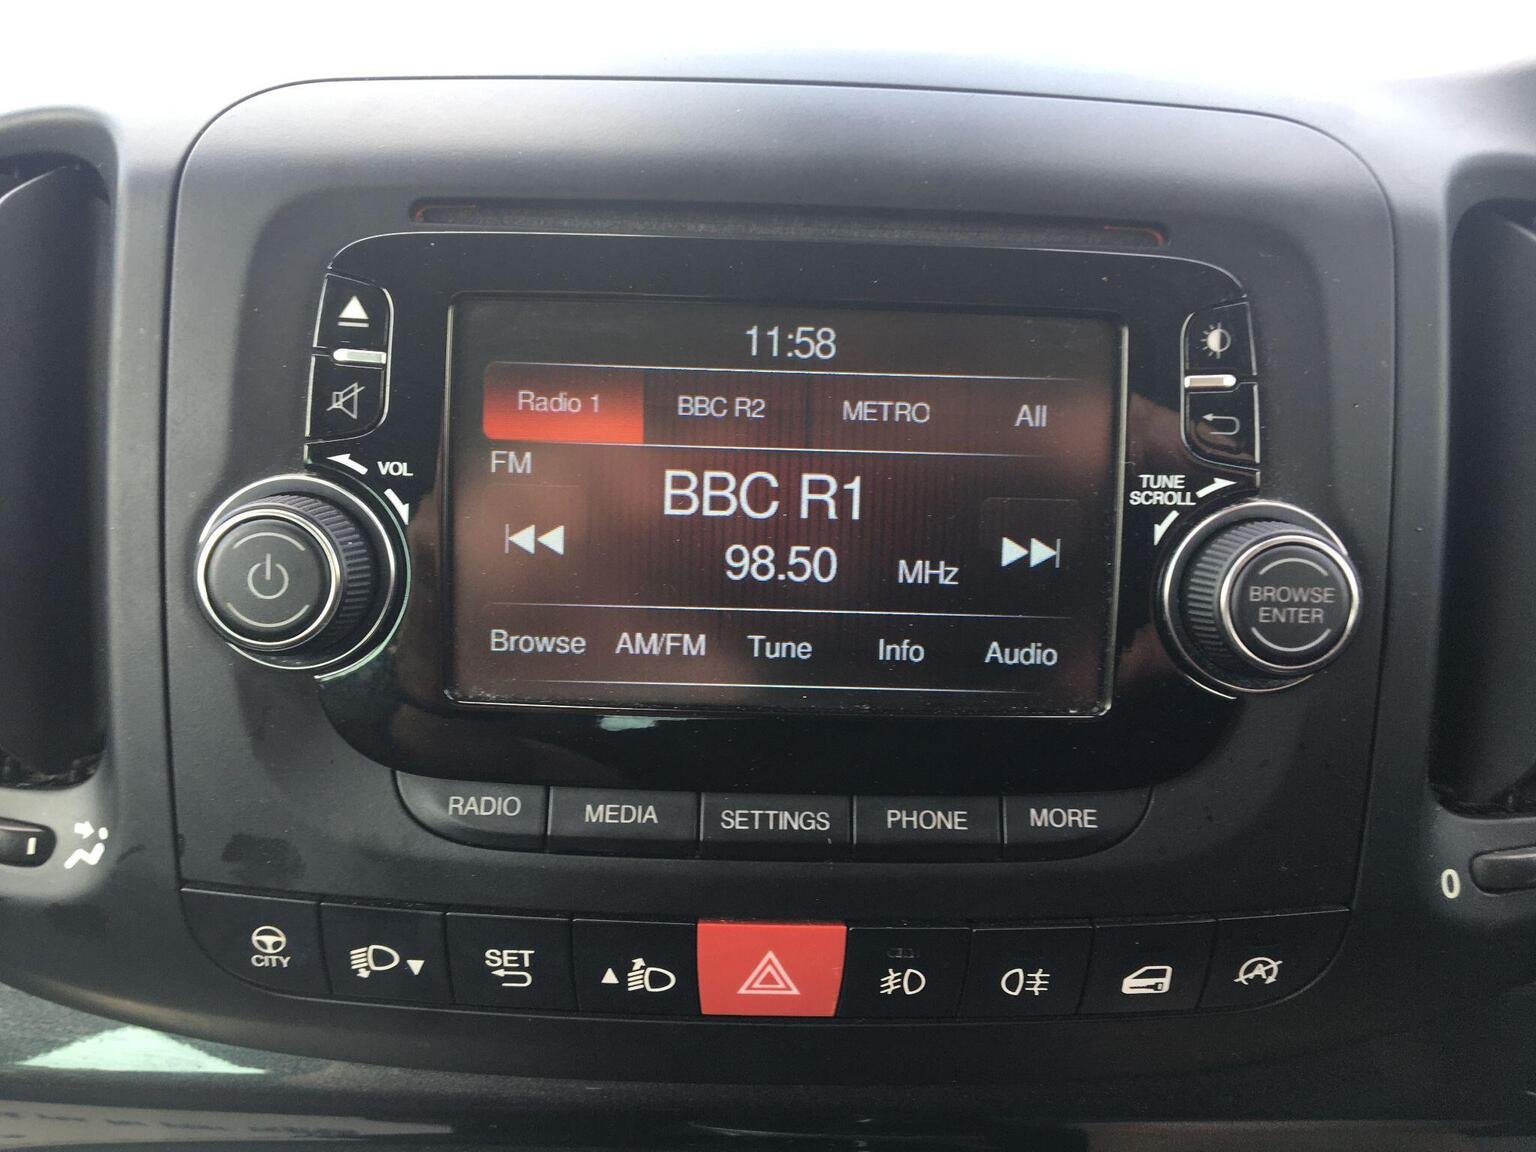 11:58
Radio 1 BBC R2 METRO All
FM
VOL
BBC R1
TUNE
SCROLL
98.50 MHz
BROWSE
ENTER
Browse AM/FM Tune Info Audio
RADIO MEDIA SETTINGS PHONE MORE
0
CITY
SET
A